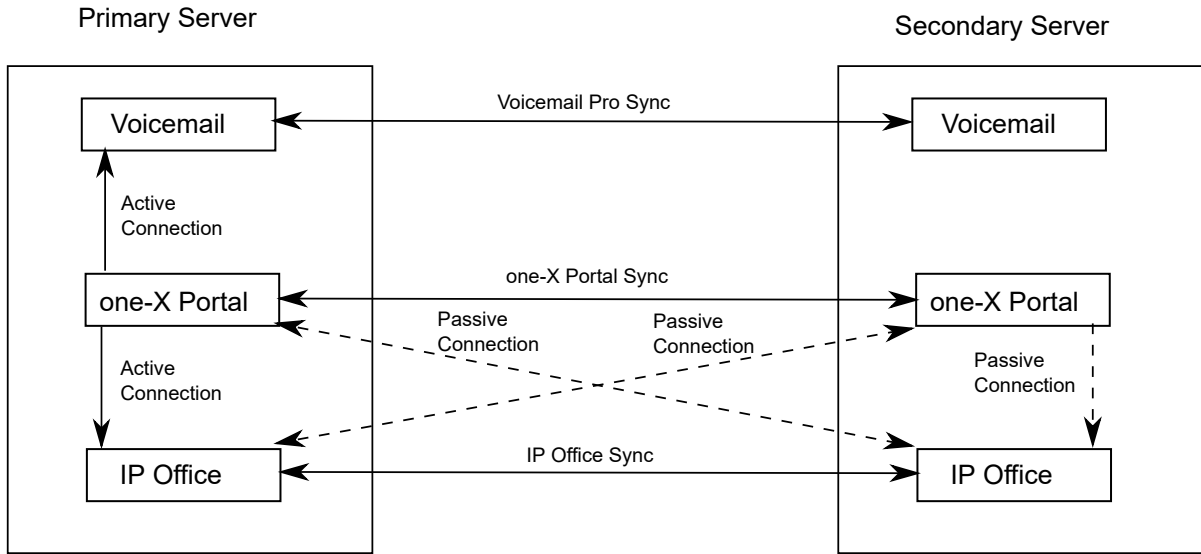 Primary Server
Secondary Server
Voicemail
Voicemail Pro Sync
Voicemail
Active
Connection
one-X Portal
one-X Portal Sync
one-X Portal
Passive
Connection
Passive
Connection
Active
Connection
Passive
Connection
IP Office
IP Office Sync
IP Office